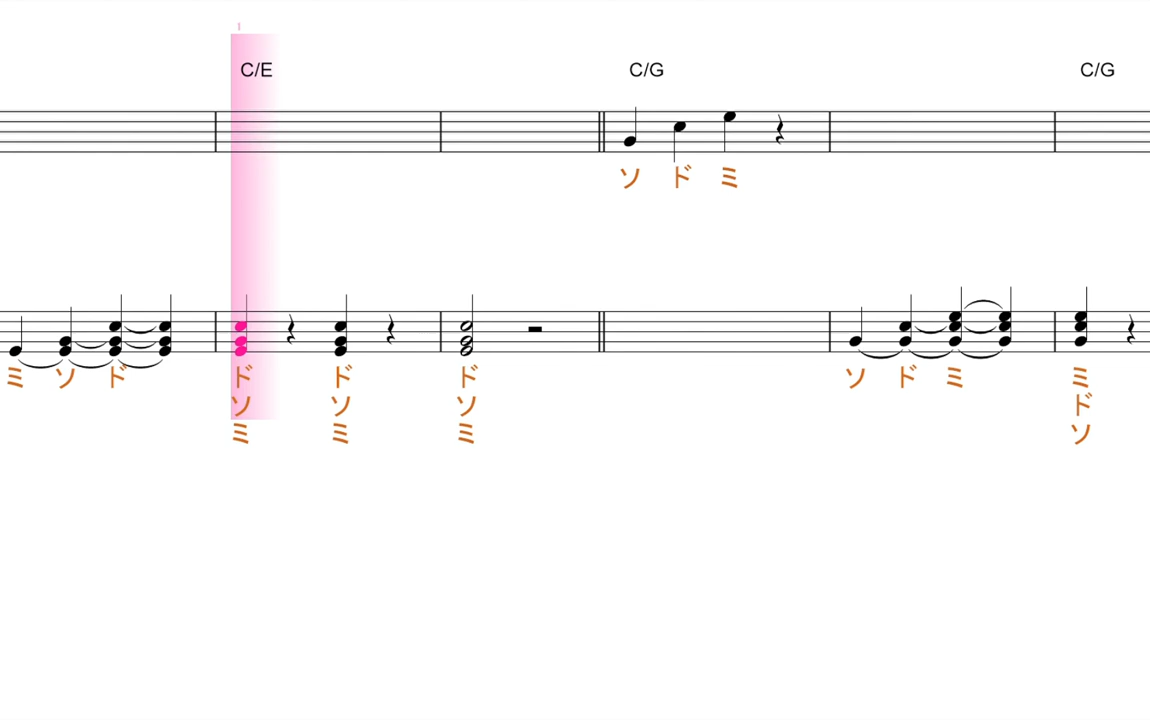 C/E C/G C/G
ソ ド ミ
ミ ソ ド ド ド ド ソ ド ミ ミ
ソ ソ ソ ド
ミ ミ ミ ソ